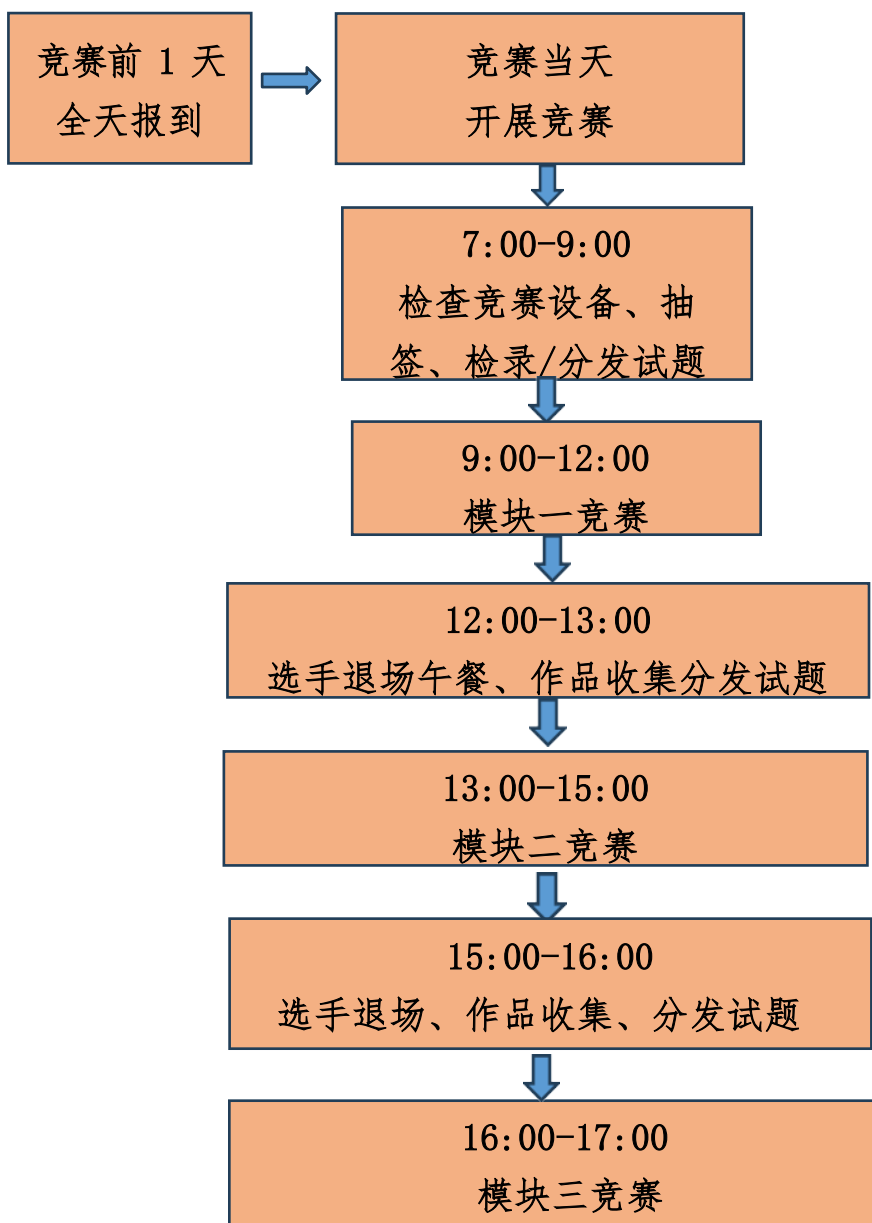 竞赛前 1 天
全天报到
竞赛当天
开展竞赛
7:00-9:00
检查竞赛设备、抽
签、检录/分发试题
9:00-12:00
模块一竞赛
12:00-13:00
选手退场午餐、作品收集分发试题
13:00-15:00
模块二竞赛
15:00-16:00
选手退场、作品收集、分发试题
16:00-17:00
模块三竞赛